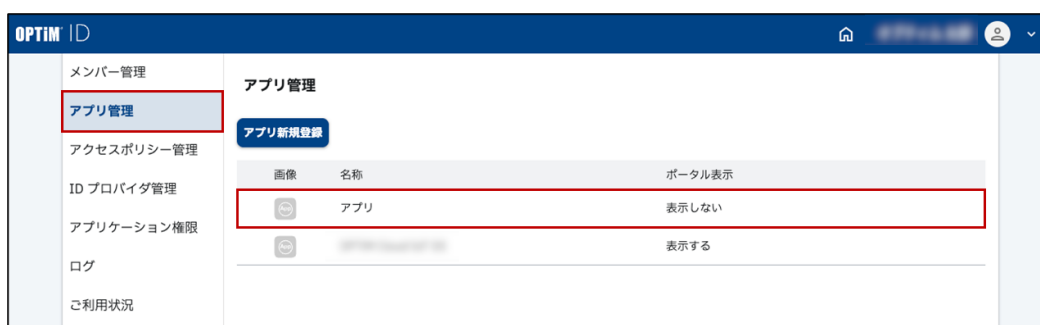 OPTiM ID
メンバー管理
アプリ管理
アクセスポリシー管理
ID プロバイダ管理
アプリケーション権限
ログ
ご利用状況
アプリ管理
アプリ新規登録
画像 名称 ポータル表示
App アプリ 表示しない
App 表示する